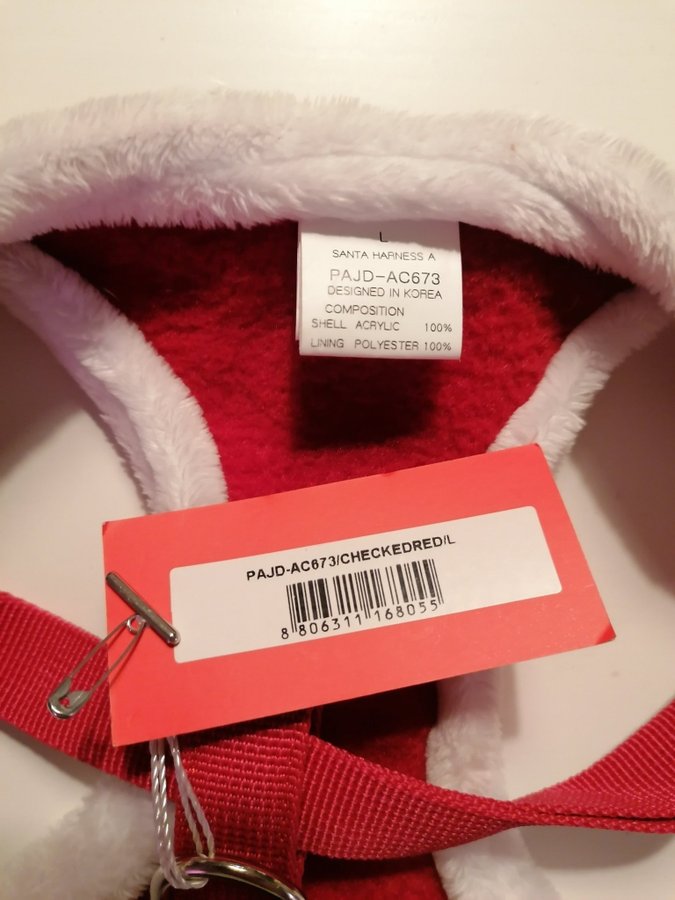 L
SANTA HARNESS A
PAJD-AC673
DESIGNED IN KOREA
COMPOSITION
SHELL ACRYLIC 100%
LINING POLYESTER 100%
PAJD-AC673/CHECKEDRED/L
8 806311 168055